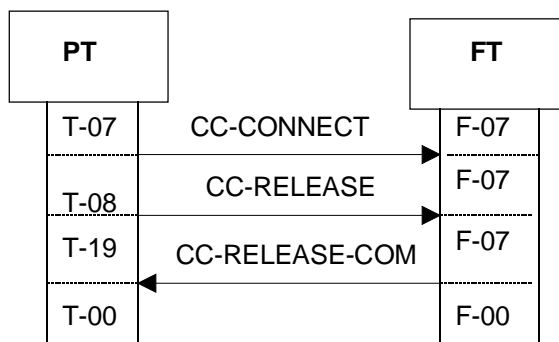 PT FT
T-07 CC-CONNECT F-07
T-08 CC-RELEASE F-07
T-19 CC-RELEASE-COM F-07
T-00 F-00